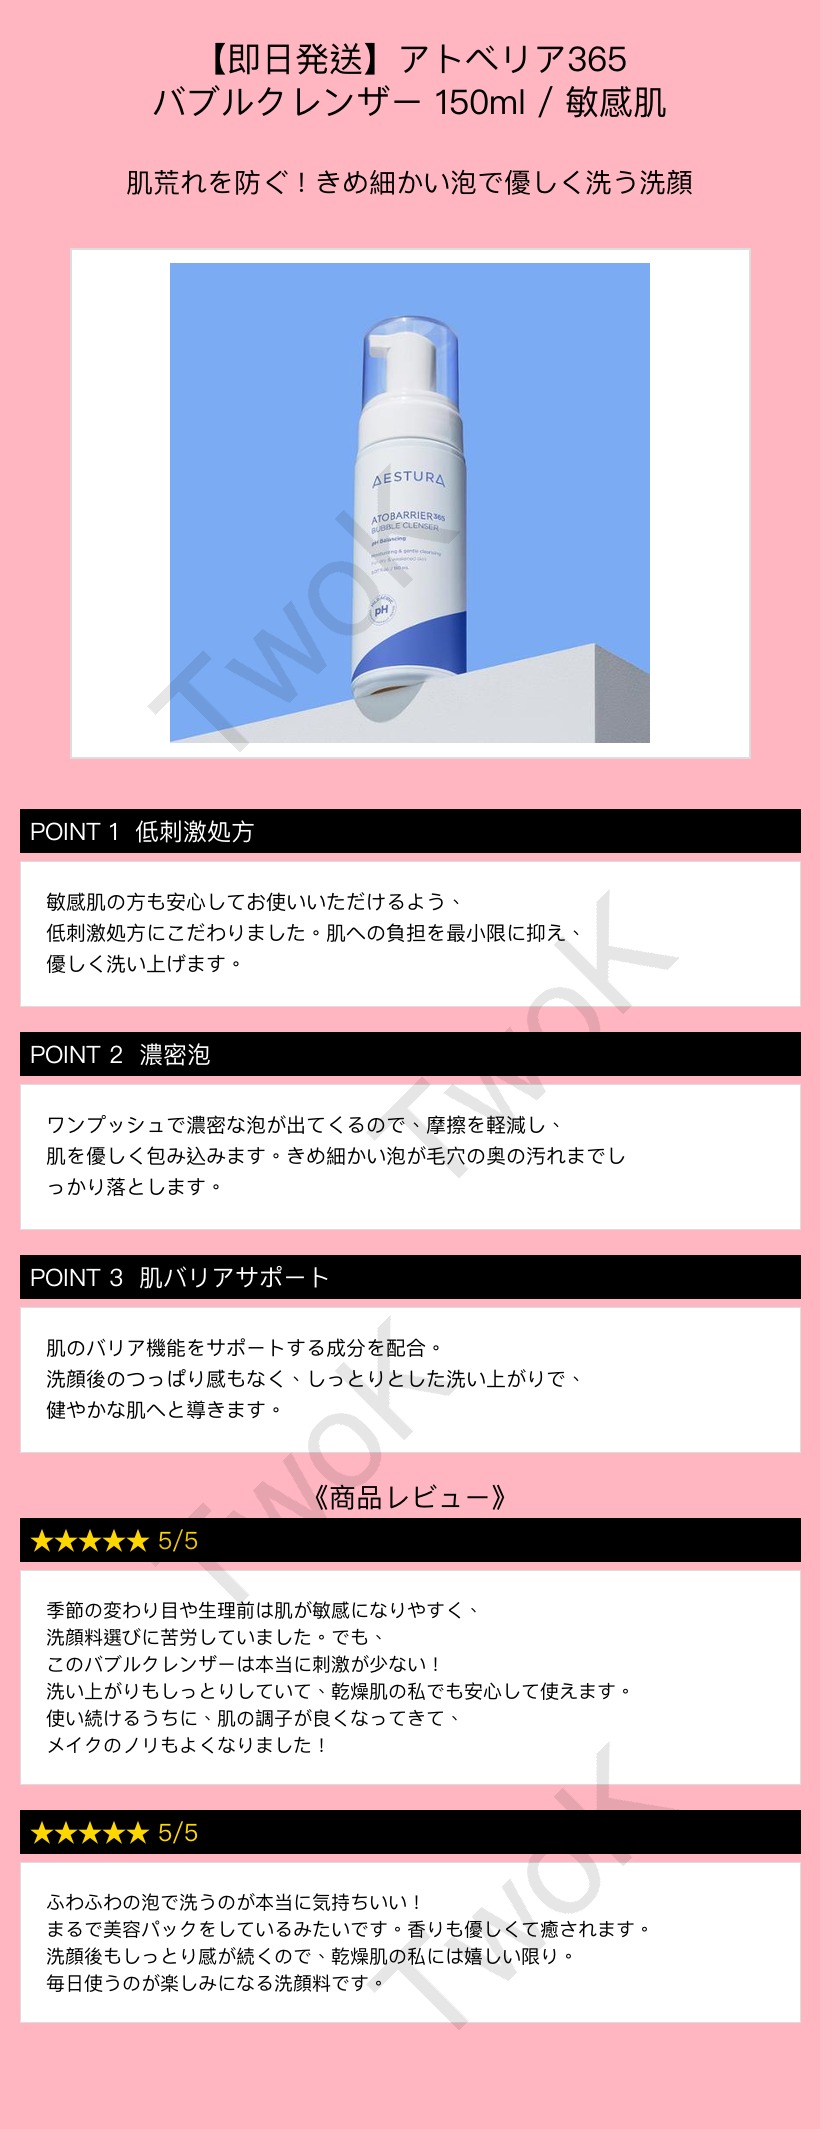 【即日発送】アトベリア365
バブルクレンザー 150ml / 敏感肌
肌荒れを防ぐ！きめ細かい泡で優しく洗う洗顔
AESTURA
ATOBARRIER365
BUBBLE CLENSER
pH Balancing
Moisturizing & gentle cleansing
pH
TwoK
POINT 1 低刺激処方
敏感肌の方も安心してお使いいただけるよう、
低刺激処方にこだわりました。肌への負担を最小限に抑え、
優しく洗い上げます。
TwoK
POINT 2 濃密泡
ワンプッシュで濃密な泡が出てくるので、摩擦を軽減し、
肌を優しく包み込みます。きめ細かい泡が毛穴の奥の汚れまでし
っかり落とします。
POINT 3 肌バリアサポート
肌のバリア機能をサポートする成分を配合。
洗顔後のつっぱり感もなく、しっとりとした洗い上がりで、
健やかな肌へと導きます。
TwoK
《商品レビュー》
★★★★★ 5/5
季節の変わり目や生理前は肌が敏感になりやすく、
洗顔料選びに苦労していました。でも、
このバブルクレンザーは本当に刺激が少ない！
洗い上がりもしっとりしていて、乾燥肌の私でも安心して使えます。
使い続けるうちに、肌の調子が良くなってきて、
メイクのノリもよくなりました！
★★★★★ 5/5
ふわふわの泡で洗うのが本当に気持ちいい！
まるで美容パックをしているみたいです。香りも優しくて癒されます。
洗顔後もしっとり感が続くので、乾燥肌の私には嬉しい限り。
毎日使うのが楽しみになる洗顔料です。
TwoK